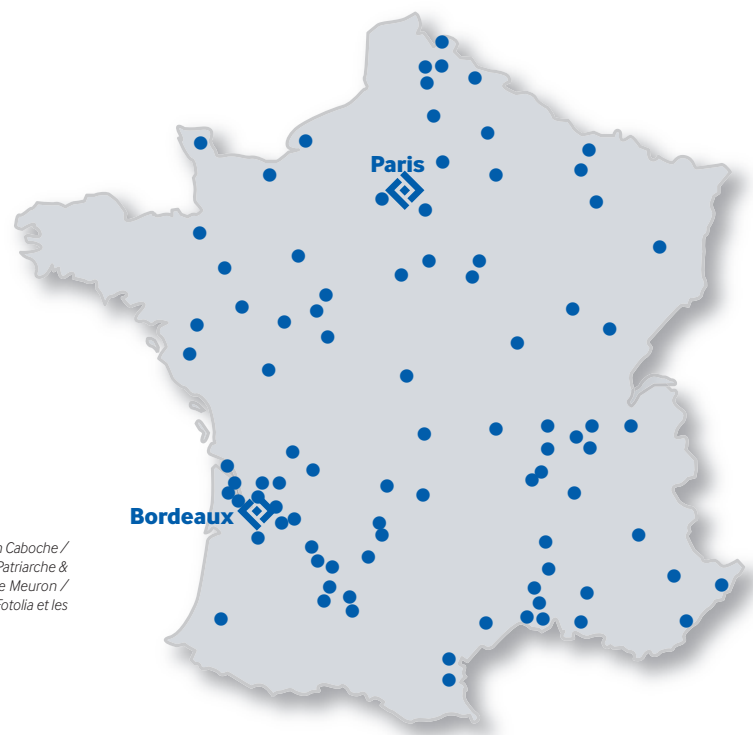 Paris
Bordeaux
Caboche /
Patriarche &
Meuron /
Fotolia et les